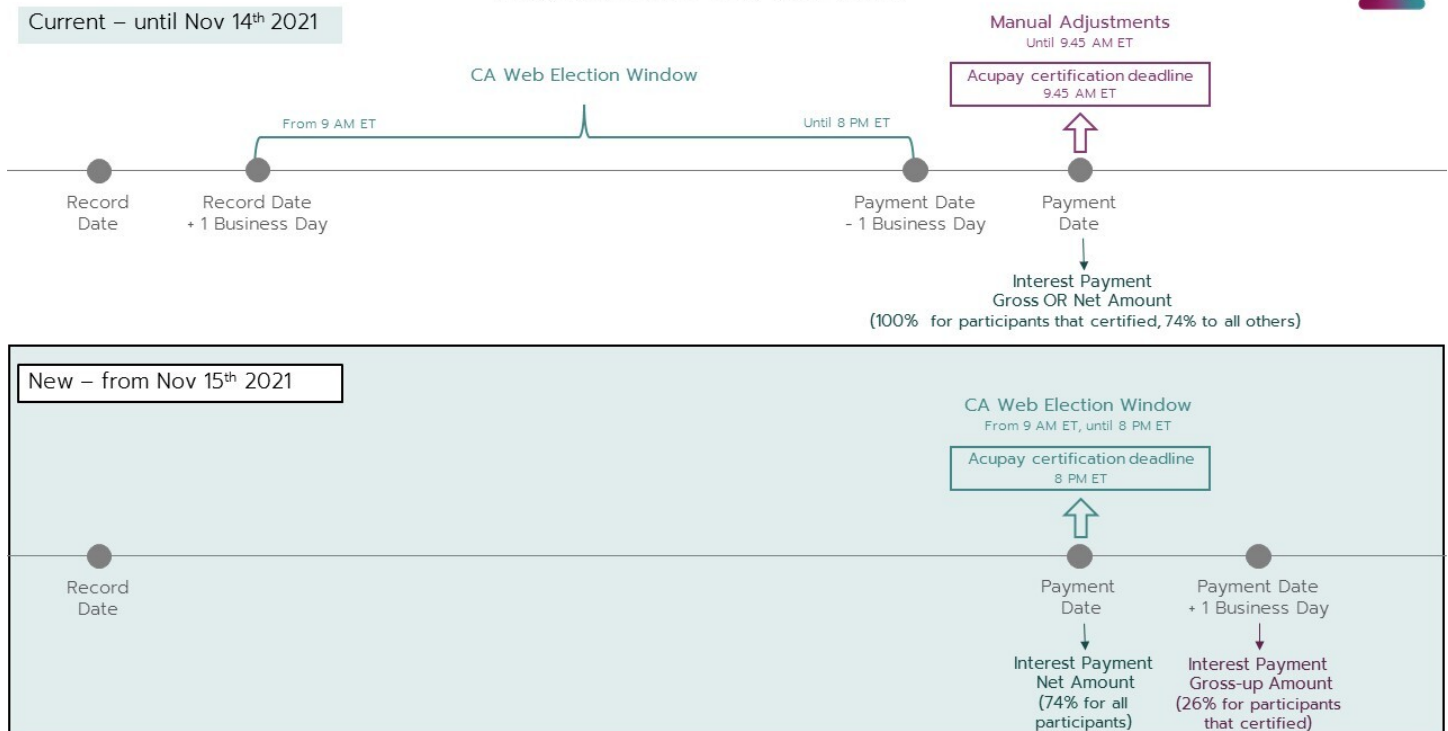 Current – until Nov 14th 2021
Manual Adjustments
Until 9.45 AM ET
CA Web Election Window
Acupay certification deadline
9.45 AM ET
From 9 AM ET
Until 8 PM ET
Record
Date
Record Date
+ 1 Business Day
Payment Date
- 1 Business Day
Payment
Date
Interest Payment
Gross OR Net Amount
(100% for participants that certified, 74% to all others)
New – from Nov 15th 2021
CA Web Election Window
From 9 AM ET, until 8 PM ET
Acupay certification deadline
8 PM ET
Record
Date
Payment
Date
Payment Date
+ 1 Business Day
Interest Payment
Net Amount
(74% for all
participants)
Interest Payment
Gross-up Amount
(26% for participants
that certified)